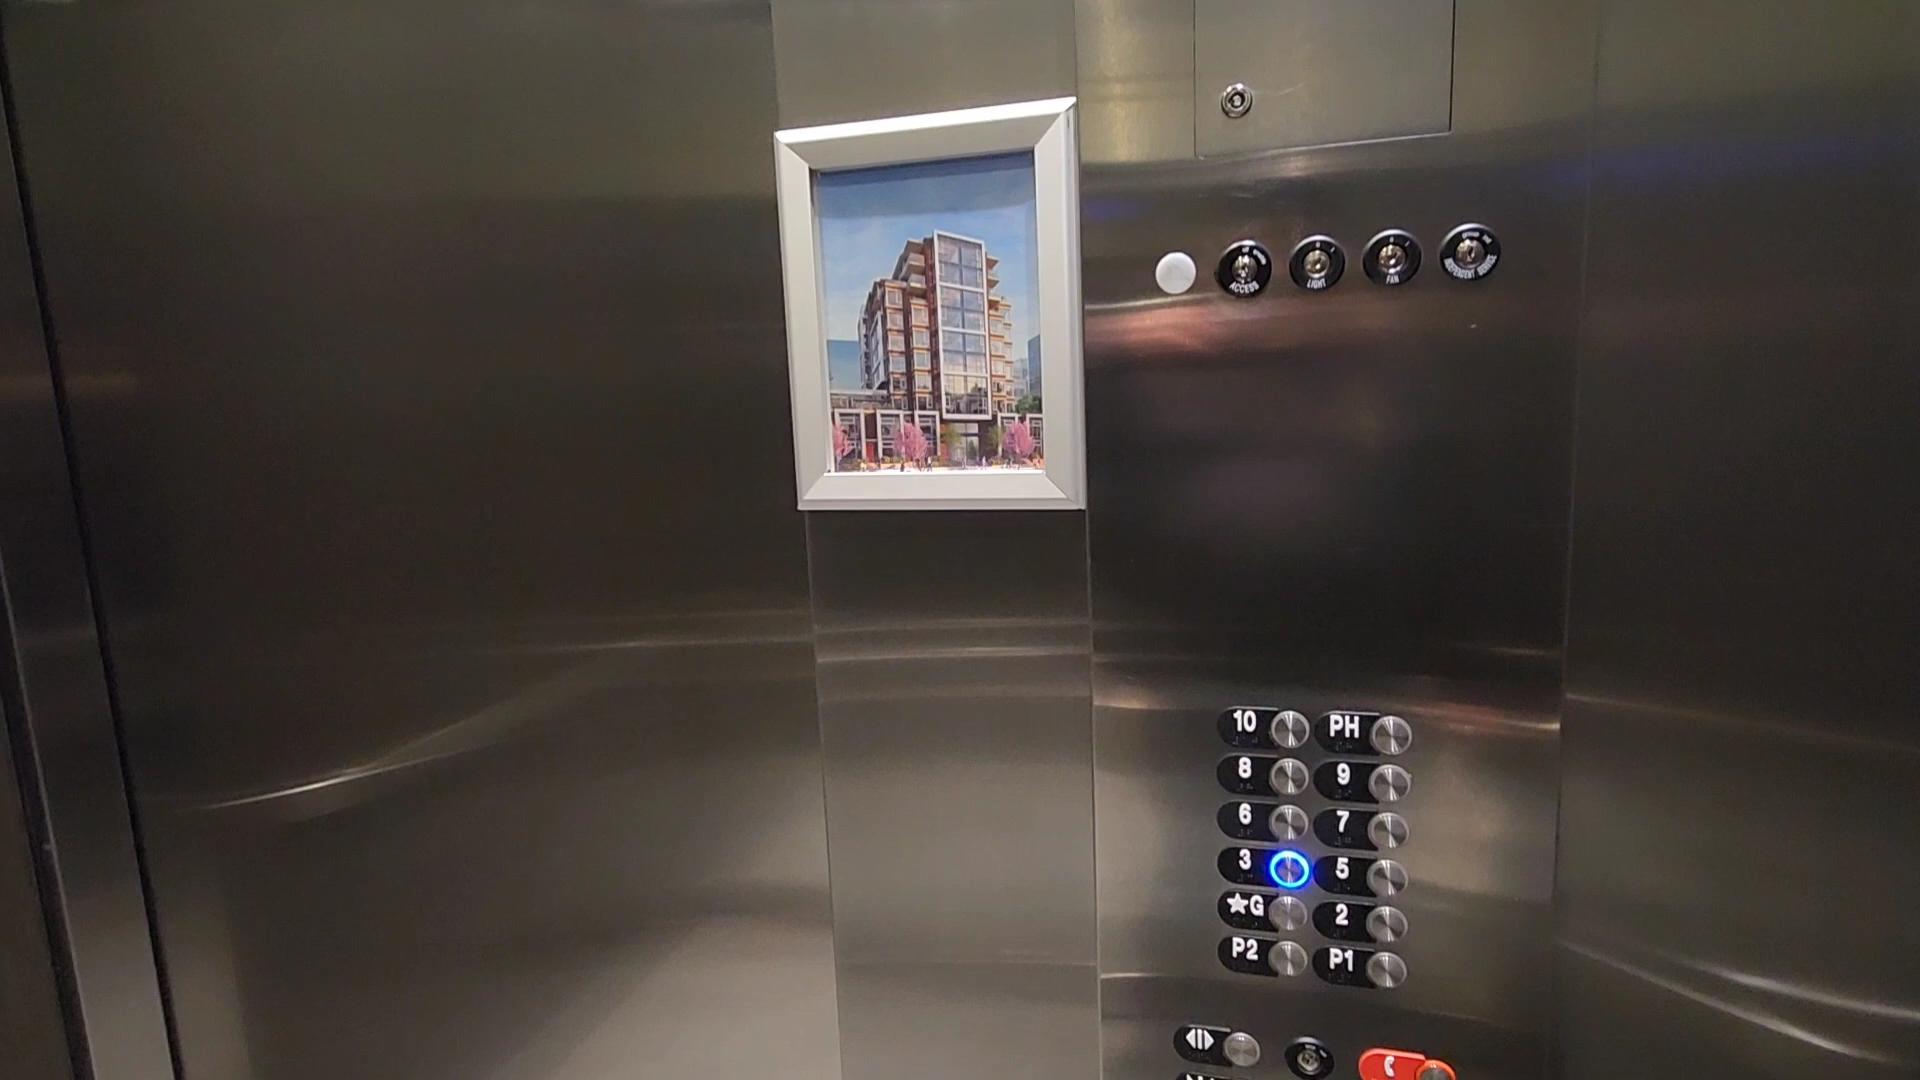 ACCESS
LIGHT
FAN
INDEPENDENT SERVICE
10 PH
8 9
6 7
3 5
★G 2
P2 P1